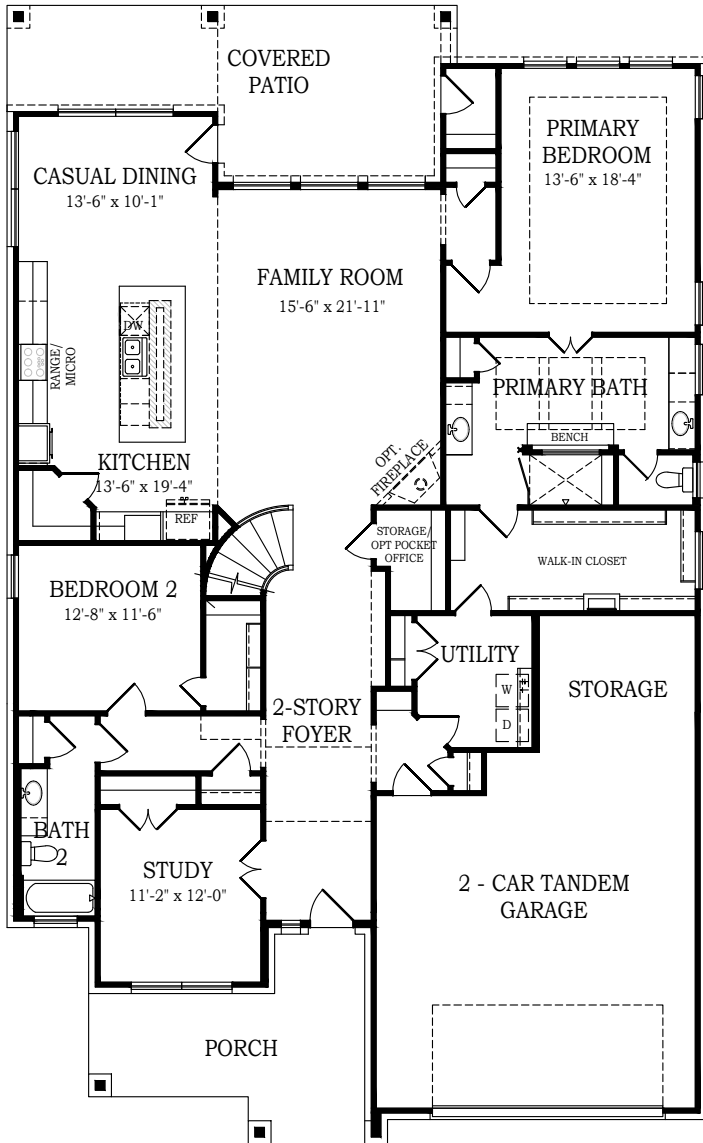 COVERED
PATIO
PRIMARY
BEDROOM
13'-6" x 18'-4"
CASUAL DINING
13'-6" x 10'-1"
FAMILY ROOM
15'-6" x 21'-11"
DW
RANGE/
MICRO
PRIMARY BATH
BENCH
OPT.
FIREPLACE
KITCHEN
13'-6" x 19'-4"
REF
STORAGE/
OPT POCKET
OFFICE
WALK-IN CLOSET
BEDROOM 2
12'-8" x 11'-6"
UTILITY
W
D
STORAGE
2-STORY
FOYER
BATH
2
STUDY
11'-2" x 12'-0"
2 - CAR TANDEM
GARAGE
PORCH